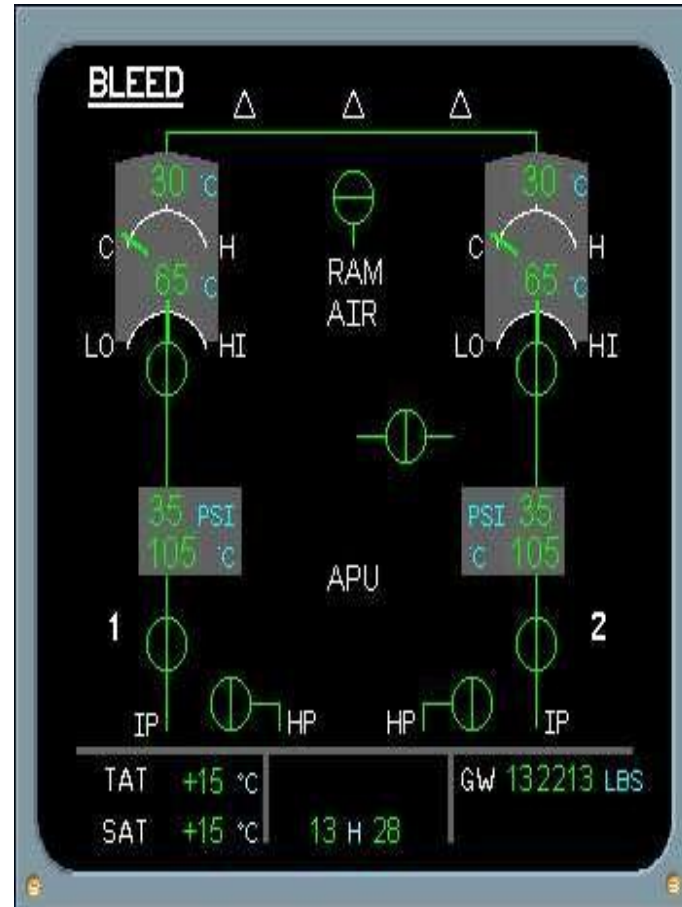 BLEED
30 °C 30 °C
C H C H
RAM
65 °C 65 °C
AIR
LO HI LO HI
35 PSI PSI 35
105 °C °C 105
APU
1 2
IP HP HP IP
TAT +15 °C GW 132213 LBS
SAT +15 °C 13 H 28